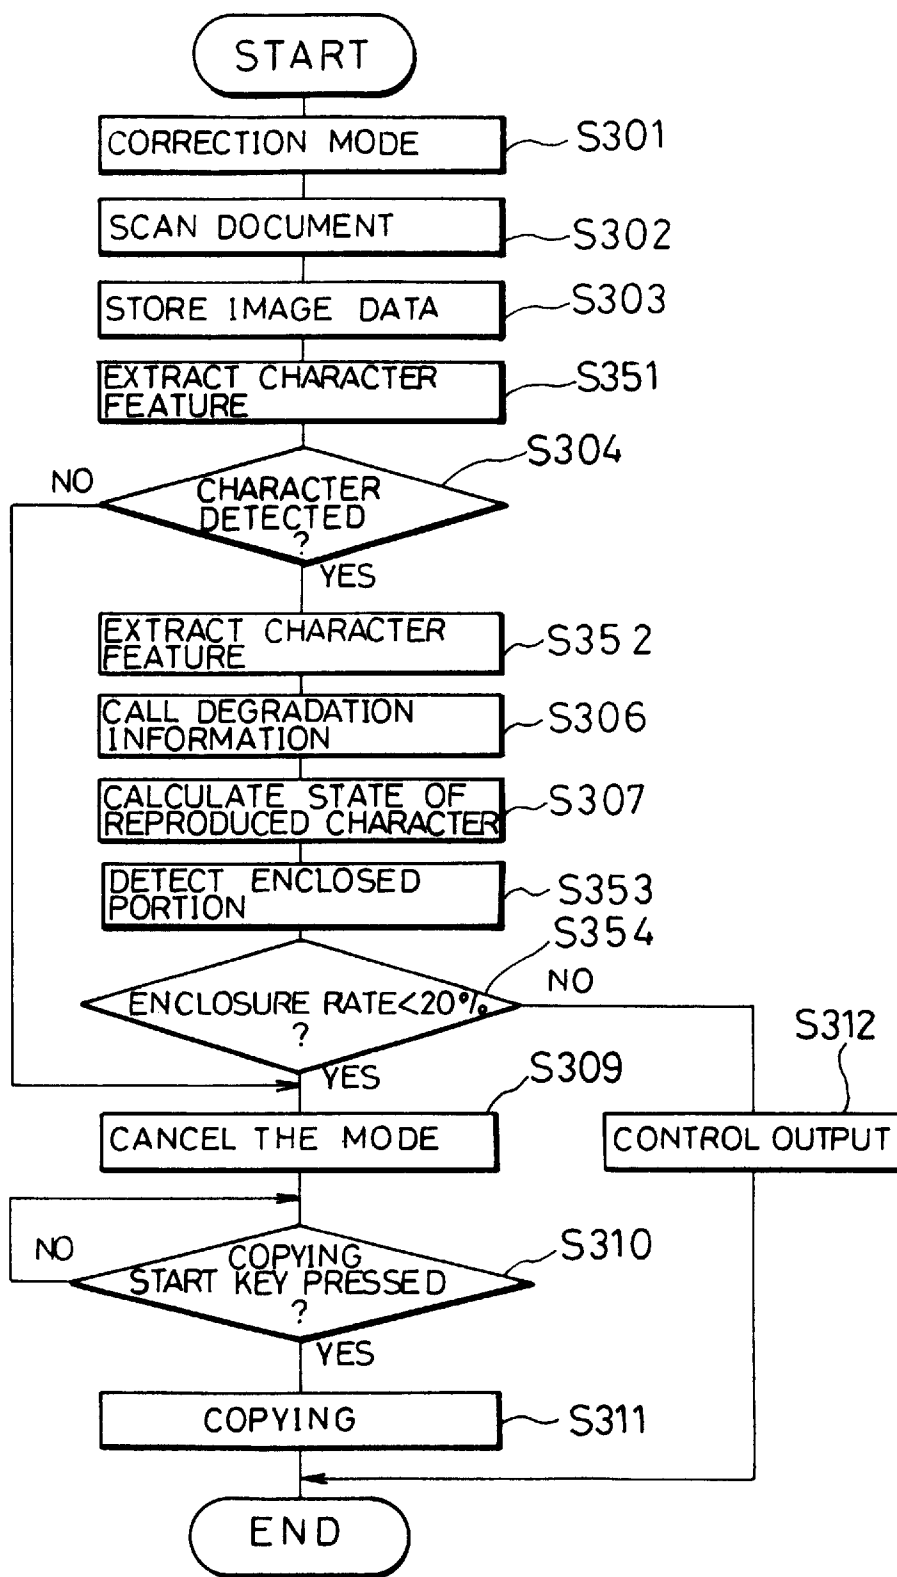 START
CORRECTION MODE
S301
SCAN DOCUMENT
S302
STORE IMAGE DATA
S303
EXTRACT CHARACTER
FEATURE
S351
S304
NO
CHARACTER
DETECTED
?
YES
EXTRACT CHARACTER
FEATURE
S352
CALL DEGRADATION
INFORMATION
S306
CALCULATE STATE OF
REPRODUCED CHARACTER
S307
DETECT ENCLOSED
PORTION
S353
S354
ENCLOSURE RATE<20%
?
NO
YES
S312
S309
CANCEL THE MODE
CONTROL OUTPUT
NO
COPYING
START KEY PRESSED
?
S310
YES
COPYING
S311
END